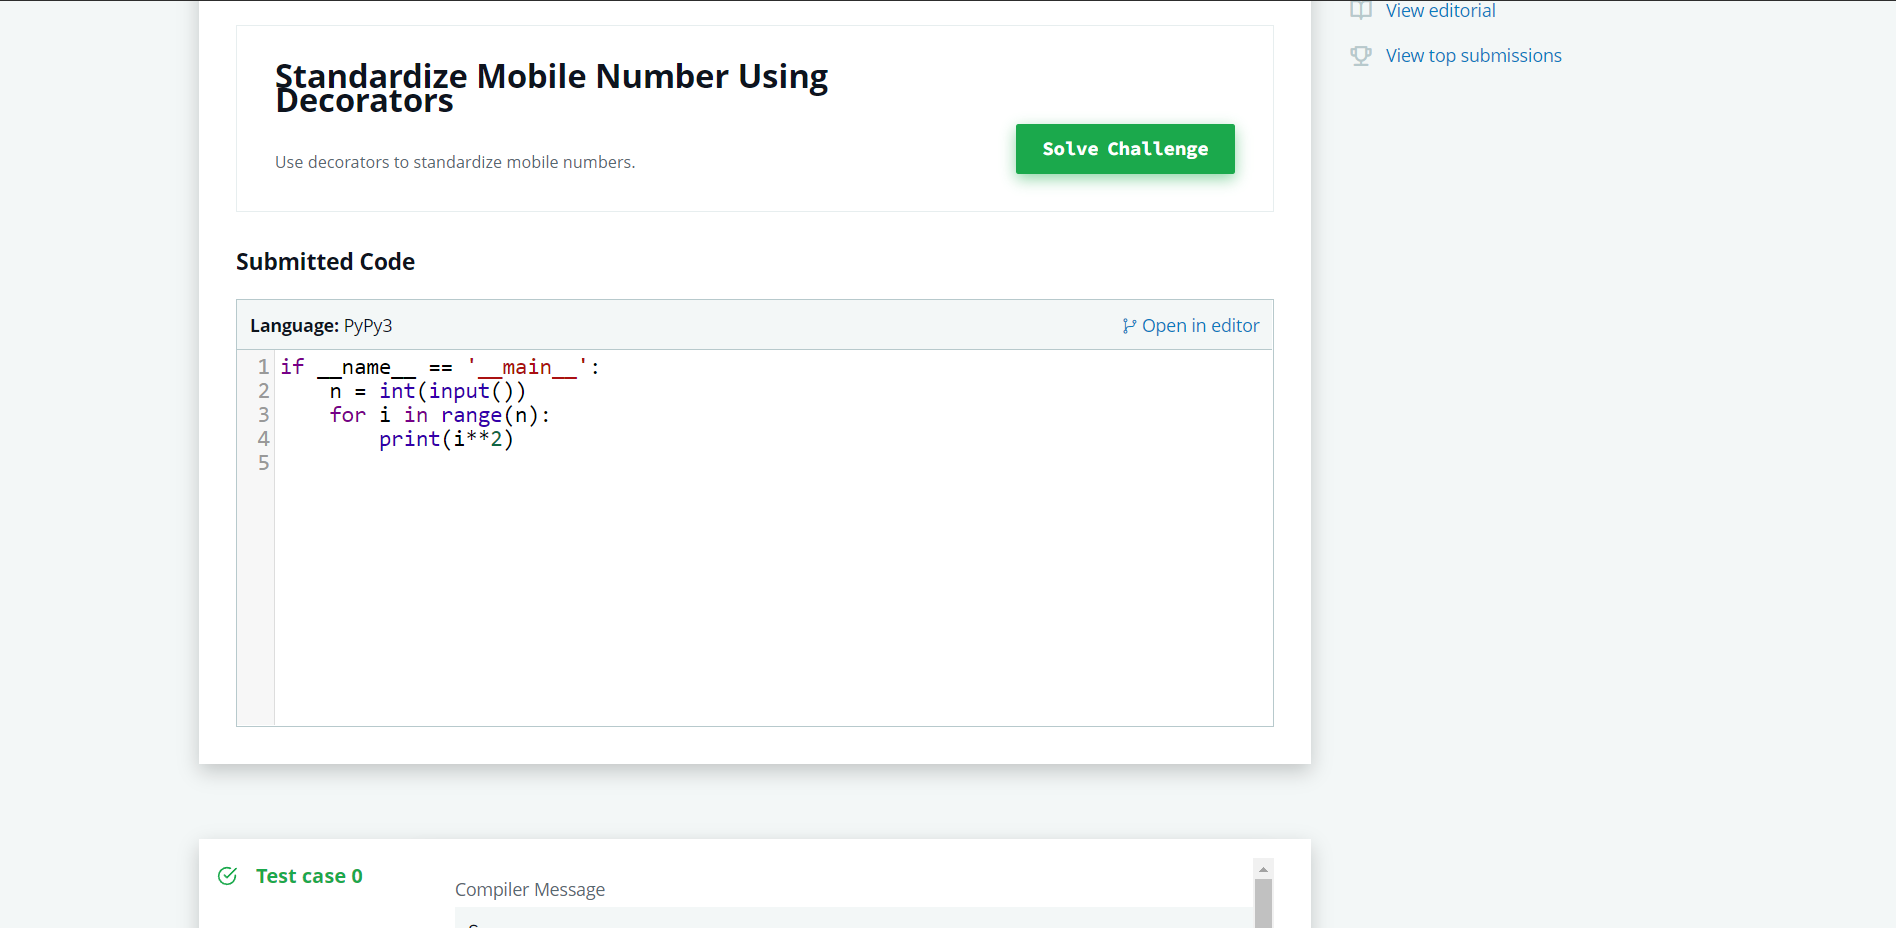 View editorial
View top submissions
Standardize Mobile Number Using
Decorators
Use decorators to standardize mobile numbers.
Solve Challenge
Submitted Code
Language: PyPy3
Open in editor
1 if __name__ == '__main__':
2     n = int(input())
3     for i in range(n):
4         print(i**2)
5
Test case 0
Compiler Message